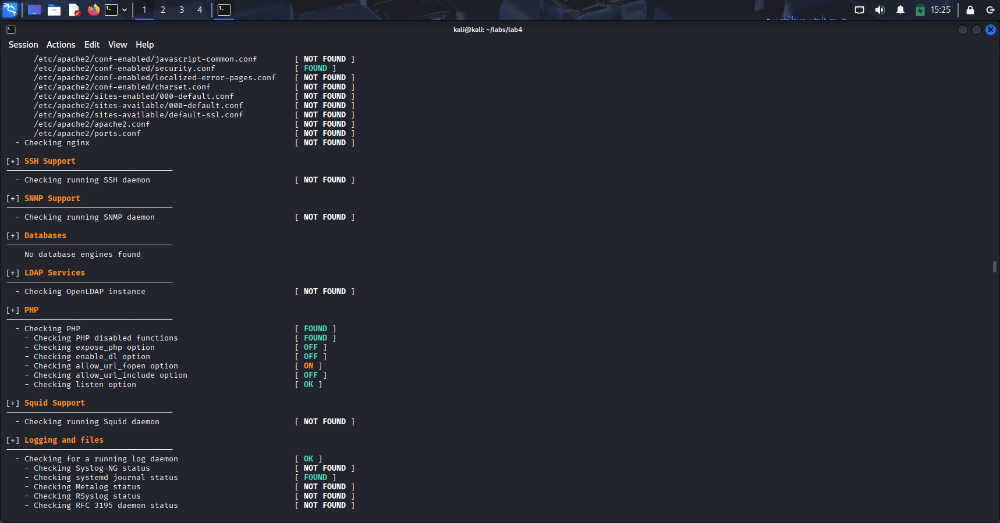 1 2 3 4 15:25
kali@kali: ~/labs/lab4
Session Actions Edit View Help
/etc/apache2/conf-enabled/javascript-common.conf [ NOT FOUND ]
/etc/apache2/conf-enabled/security.conf [ FOUND ]
/etc/apache2/conf-enabled/localized-error-pages.conf [ NOT FOUND ]
/etc/apache2/conf-enabled/charset.conf [ NOT FOUND ]
/etc/apache2/sites-enabled/000-default.conf [ NOT FOUND ]
/etc/apache2/sites-available/000-default.conf [ NOT FOUND ]
/etc/apache2/sites-available/default-ssl.conf [ NOT FOUND ]
/etc/apache2/apache2.conf [ NOT FOUND ]
/etc/apache2/ports.conf [ NOT FOUND ]
- Checking nginx [ NOT FOUND ]
[+] SSH Support
- Checking running SSH daemon [ NOT FOUND ]
[+] SNMP Support
- Checking running SNMP daemon [ NOT FOUND ]
[+] Databases
No database engines found
[+] LDAP Services
- Checking OpenLDAP instance [ NOT FOUND ]
[+] PHP
- Checking PHP [ FOUND ]
- Checking PHP disabled functions [ FOUND ]
- Checking expose_php option [ OFF ]
- Checking enable_dl option [ OFF ]
- Checking allow_url_fopen option [ ON ]
- Checking allow_url_include option [ OFF ]
- Checking listen option [ OK ]
[+] Squid Support
- Checking running Squid daemon [ NOT FOUND ]
[+] Logging and files
- Checking for a running log daemon [ OK ]
- Checking Syslog-NG status [ NOT FOUND ]
- Checking systemd journal status [ FOUND ]
- Checking Metalog status [ NOT FOUND ]
- Checking RSyslog status [ NOT FOUND ]
- Checking RFC 3195 daemon status [ NOT FOUND ]